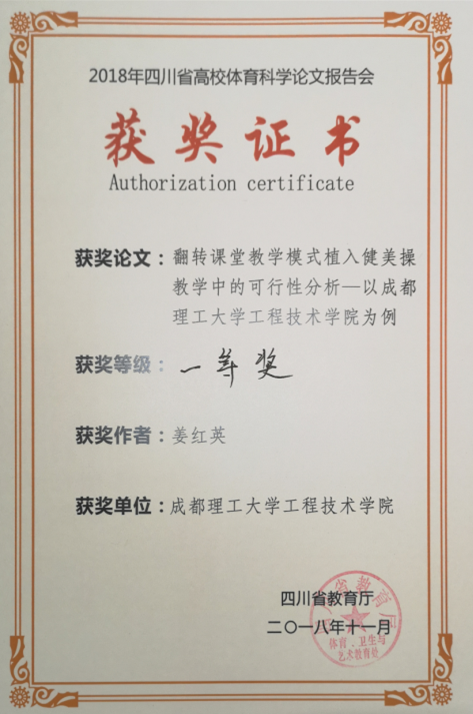 2018年四川省高校体育科学论文报告会
获奖证书
Authorization certificate
获奖论文：翻转课堂教学模式植入健美操
教学中的可行性分析—以成都
理工大学工程技术学院为例
获奖等级：一等奖
获奖作者：姜红英
获奖单位：成都理工大学工程技术学院
四川省教育厅
二〇一八年十一月
四川省教育厅
体育、卫生与
艺术教育处